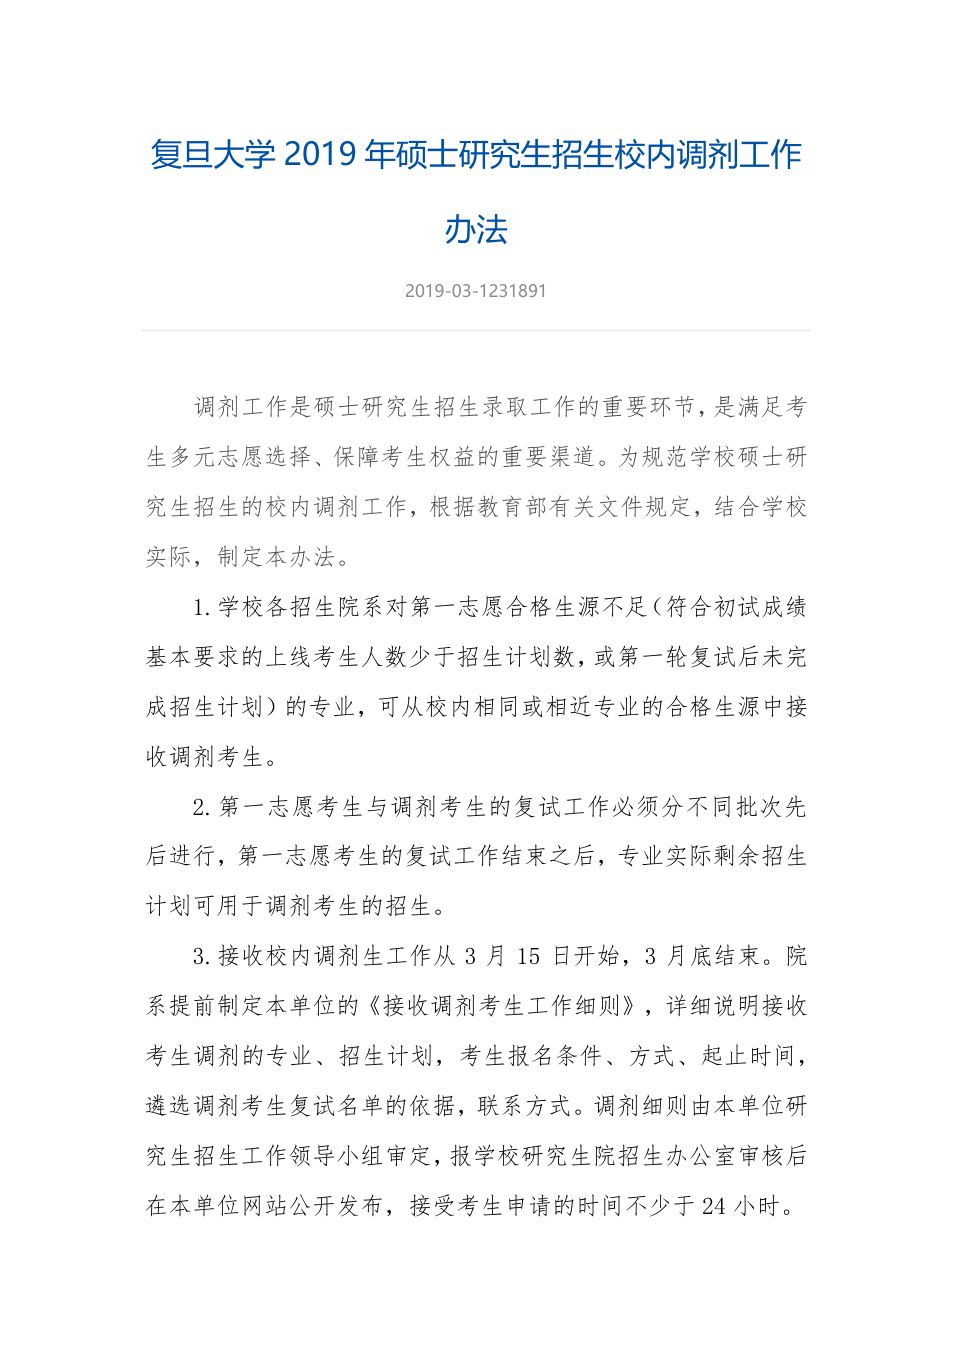 复旦大学 2019 年硕士研究生招生校内调剂工作
办法
2019-03-1231891
调剂工作是硕士研究生招生录取工作的重要环节，是满足考
生多元志愿选择、保障考生权益的重要渠道。为规范学校硕士研
究生招生的校内调剂工作，根据教育部有关文件规定，结合学校
实际，制定本办法。
1.学校各招生院系对第一志愿合格生源不足（符合初试成绩
基本要求的上线考生人数少于招生计划数，或第一轮复试后未完
成招生计划）的专业，可从校内相同或相近专业的合格生源中接
收调剂考生。
2.第一志愿考生与调剂考生的复试工作必须分不同批次先
后进行，第一志愿考生的复试工作结束之后，专业实际剩余招生
计划可用于调剂考生的招生。
3.接收校内调剂生工作从 3 月 15 日开始，3 月底结束。院
系提前制定本单位的《接收调剂考生工作细则》，详细说明接收
考生调剂的专业、招生计划，考生报名条件、方式、起止时间，
遴选调剂考生复试名单的依据，联系方式。调剂细则由本单位研
究生招生工作领导小组审定，报学校研究生院招生办公室审核后
在本单位网站公开发布，接受考生申请的时间不少于 24 小时。